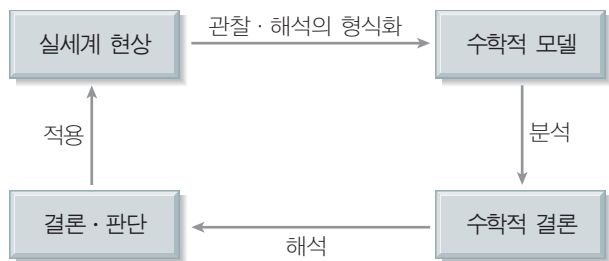 실세계 현상
관찰 · 해석의 형식화
수학적 모델
적용
분석
결론 · 판단
해석
수학적 결론